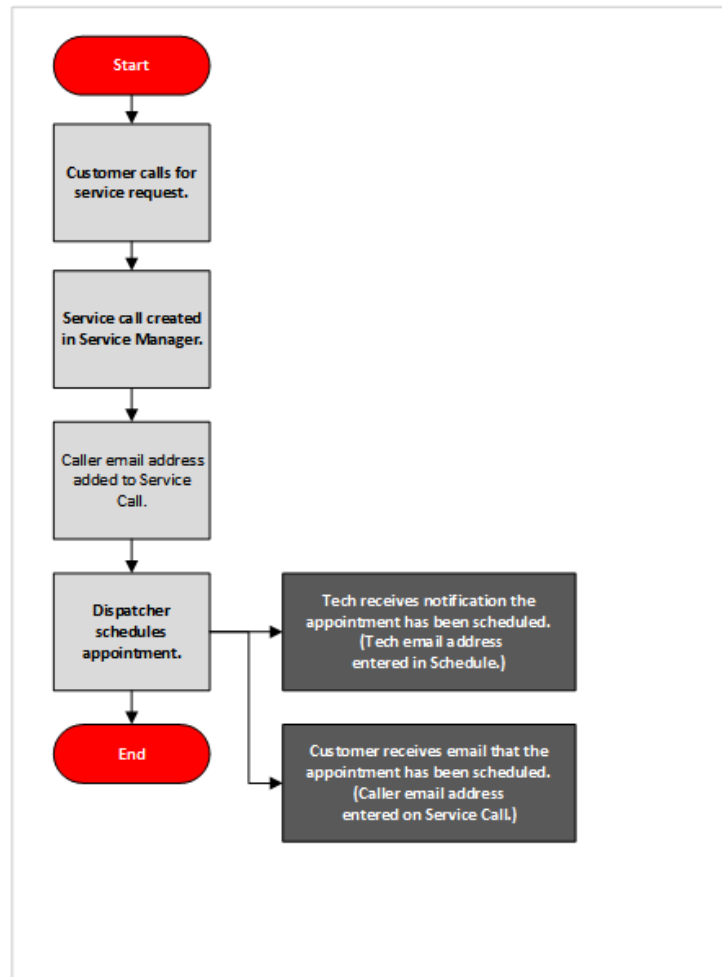 Start
Customer calls for
service request.
Service call created
in Service Manager.
Caller email address
added to Service
Call.
Dispatcher
schedules
appointment.
Tech receives notification the
appointment has been scheduled.
(Tech email address
entered in Schedule.)
End
Customer receives email that the
appointment has been scheduled.
(Caller email address
entered on Service Call.)